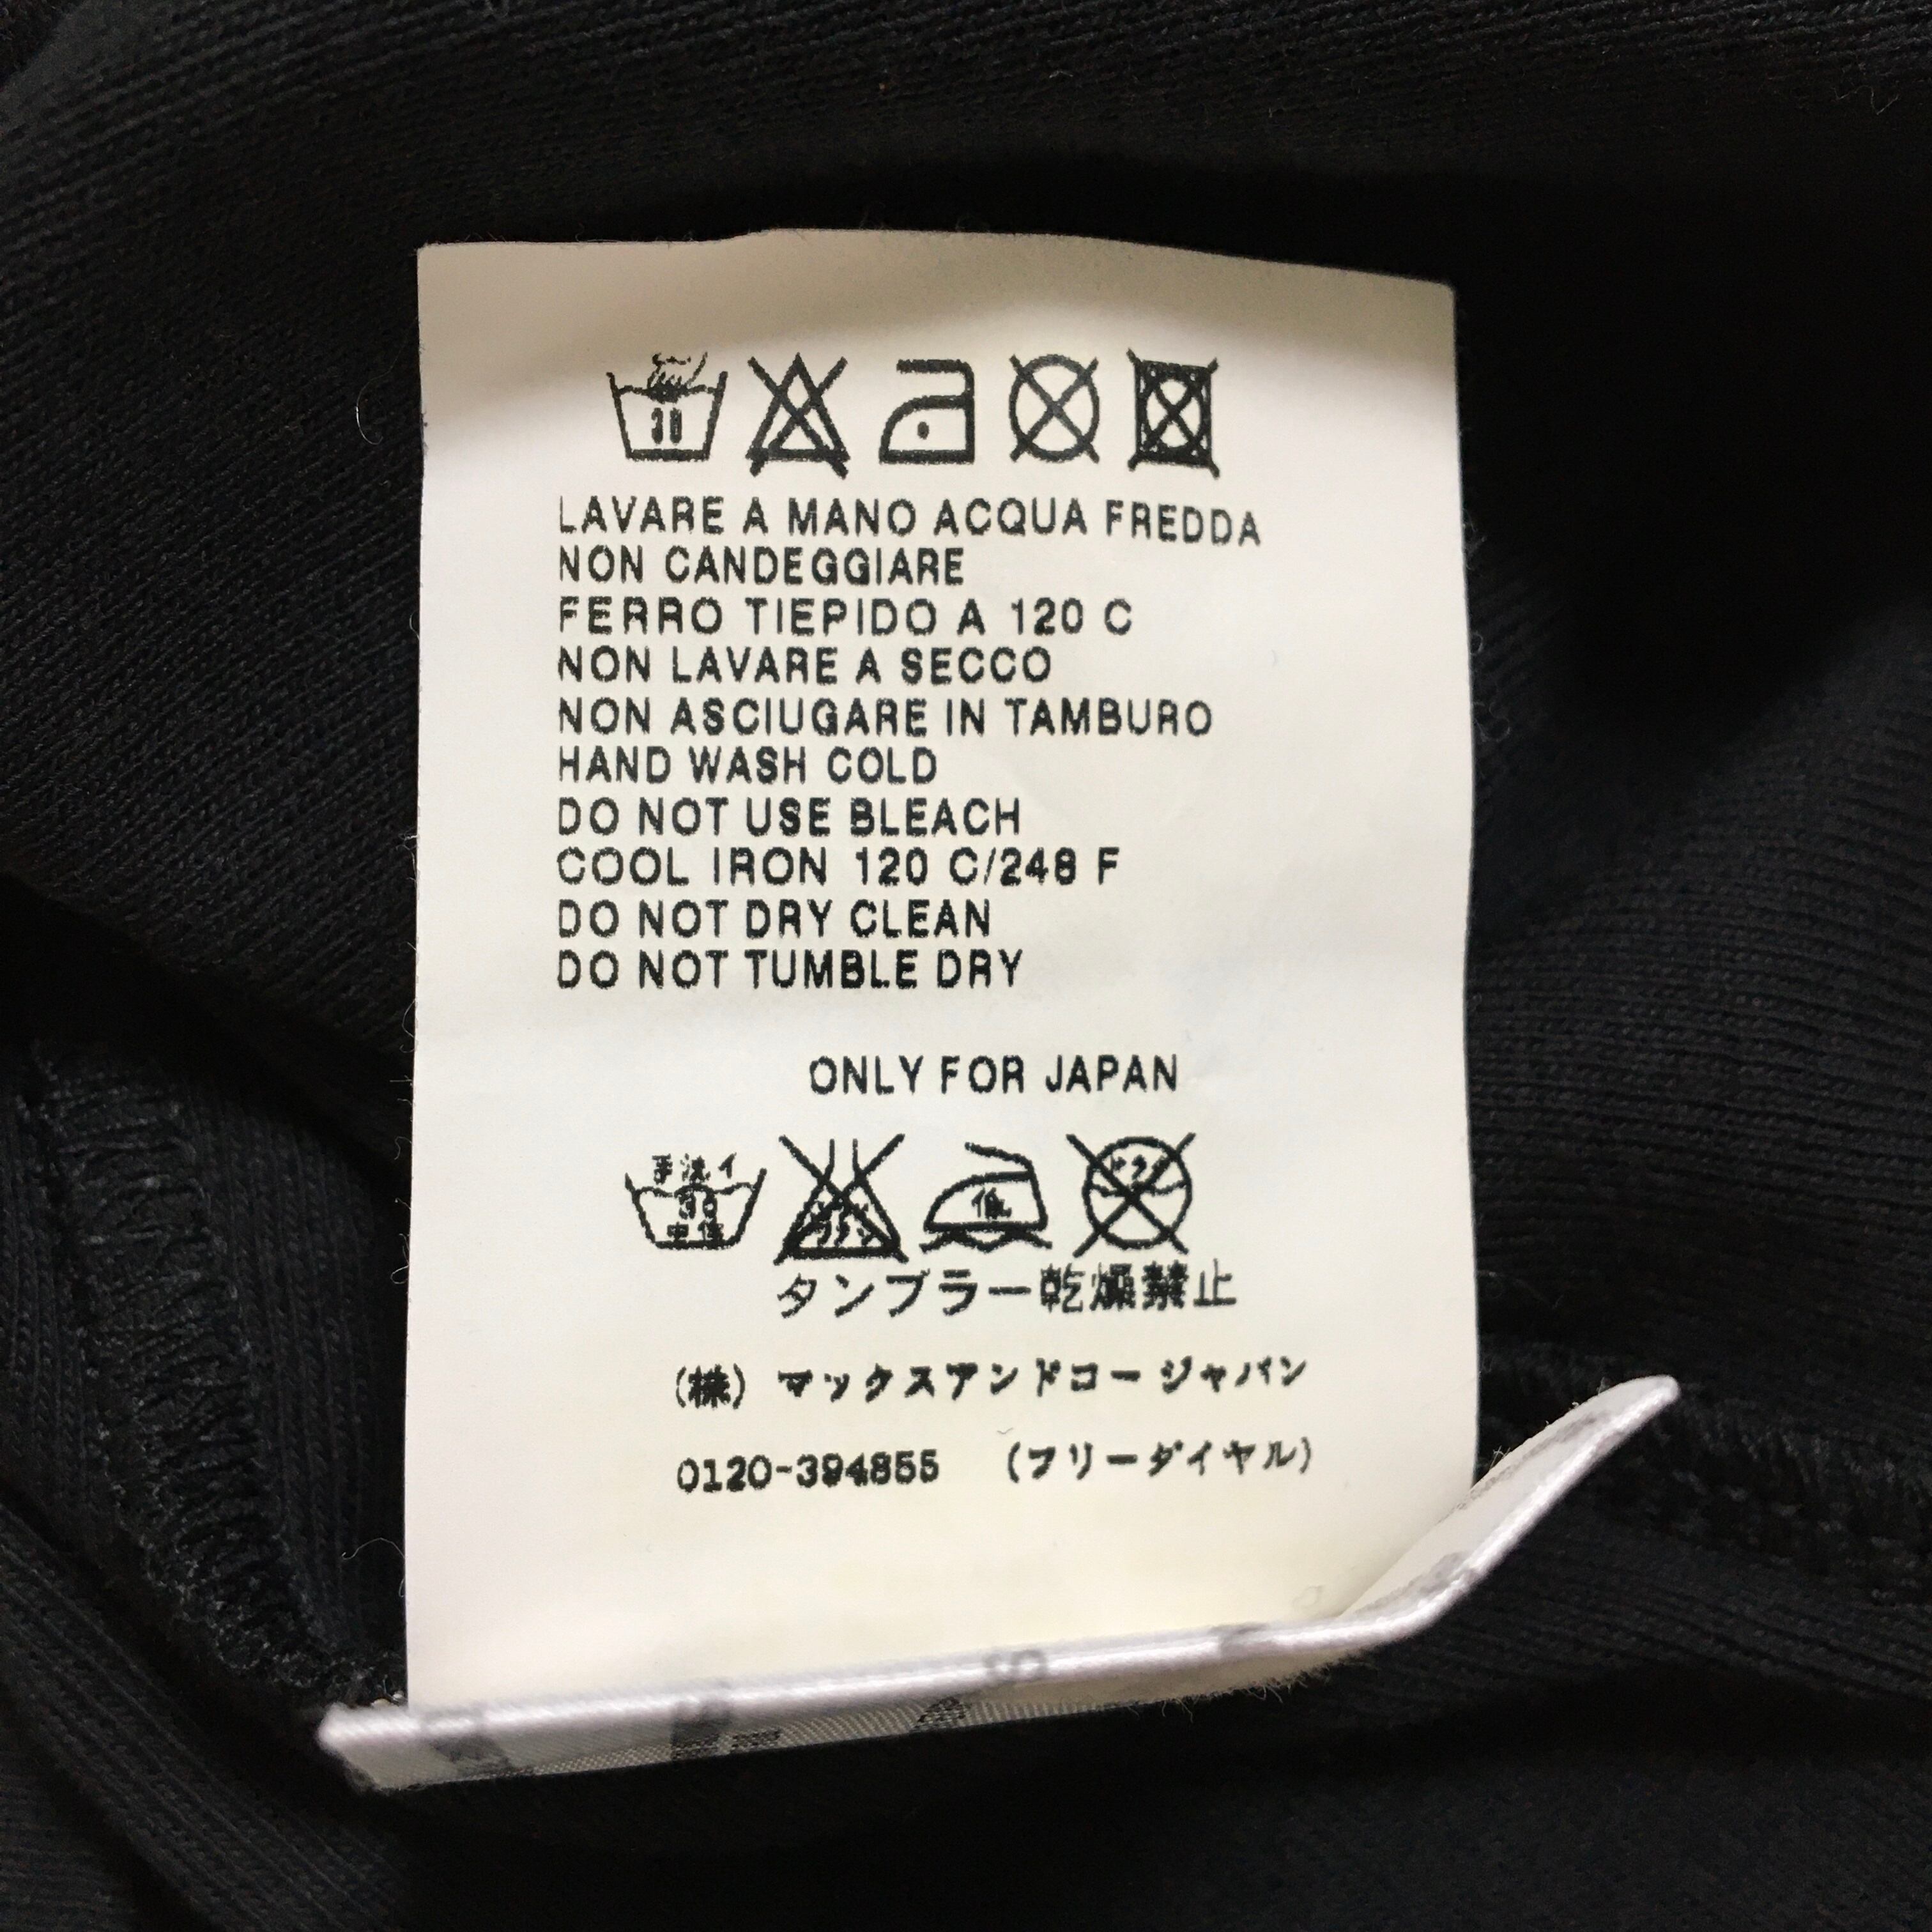 30
LAVARE A MANO ACQUA FREDDA
NON CANDEGGIARE
FERRO TIEPIDO A 120 C
NON LAVARE A SECCO
NON ASCIUGARE IN TAMBURO
HAND WASH COLD
DO NOT USE BLEACH
COOL IRON 120 C/248 F
DO NOT DRY CLEAN
DO NOT TUMBLE DRY
ONLY FOR JAPAN
手洗イ 30 中性 低 ドライ
タンブラー乾燥禁止
(株) マックスアンドコー ジャパン
0120-394855 (フリーダイヤル)